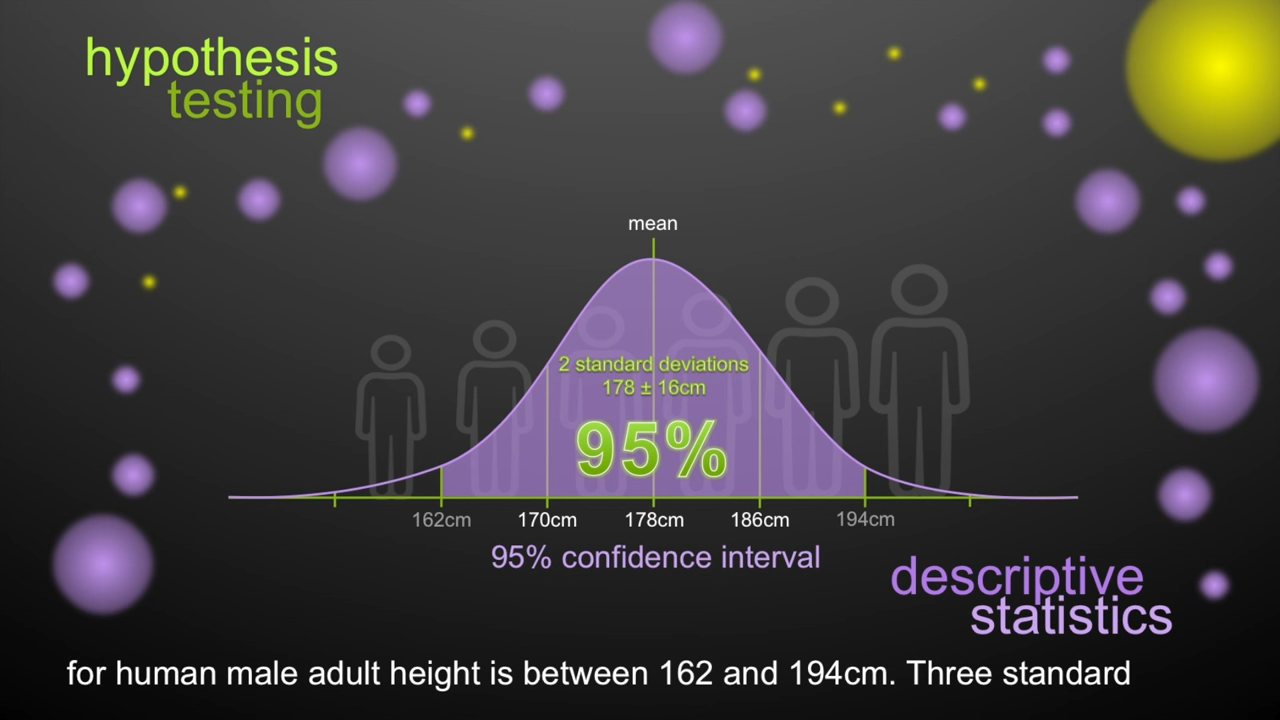 hypothesis
testing
mean
2 standard deviations
178 ± 16cm
95%
162cm 170cm 178cm 186cm 194cm
95% confidence interval
descriptive
statistics
for human male adult height is between 162 and 194cm. Three standard